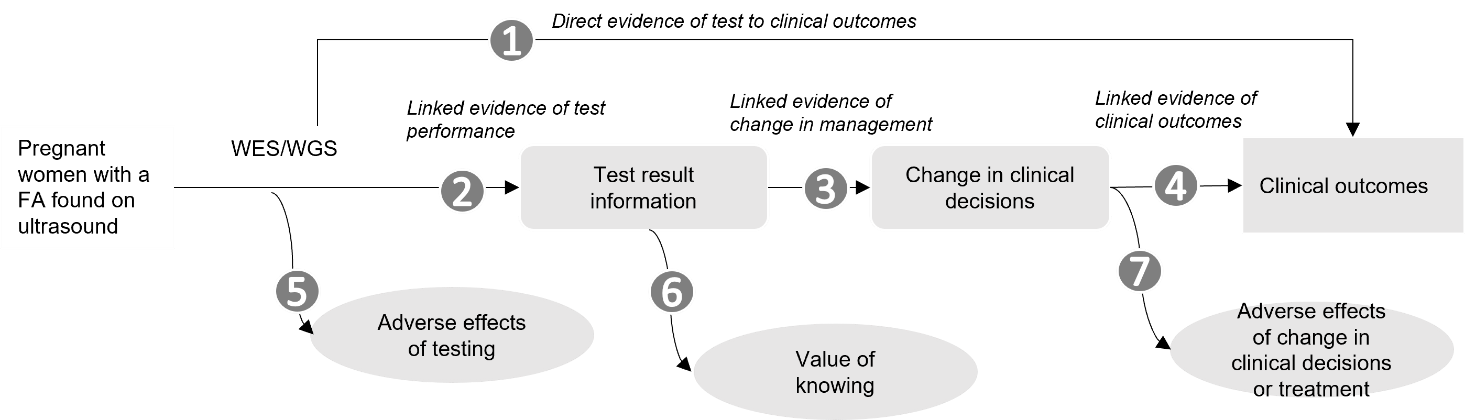 Direct evidence of test to clinical outcomes
1
Linked evidence of test
performance
Linked evidence of
change in management
Linked evidence of
clinical outcomes
Pregnant
women with a
FA found on
ultrasound
WES/WGS
2
Test result
information
3
Change in clinical
decisions
4
Clinical outcomes
5
6
7
Adverse effects
of testing
Value of
knowing
Adverse effects
of change in
clinical decisions
or treatment